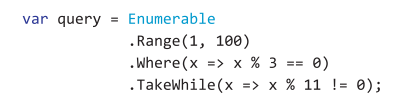 var query = Enumerable
.Range(1, 100)
.Where(x => x % 3 == 0)
.TakeWhile(x => x % 11 != 0);